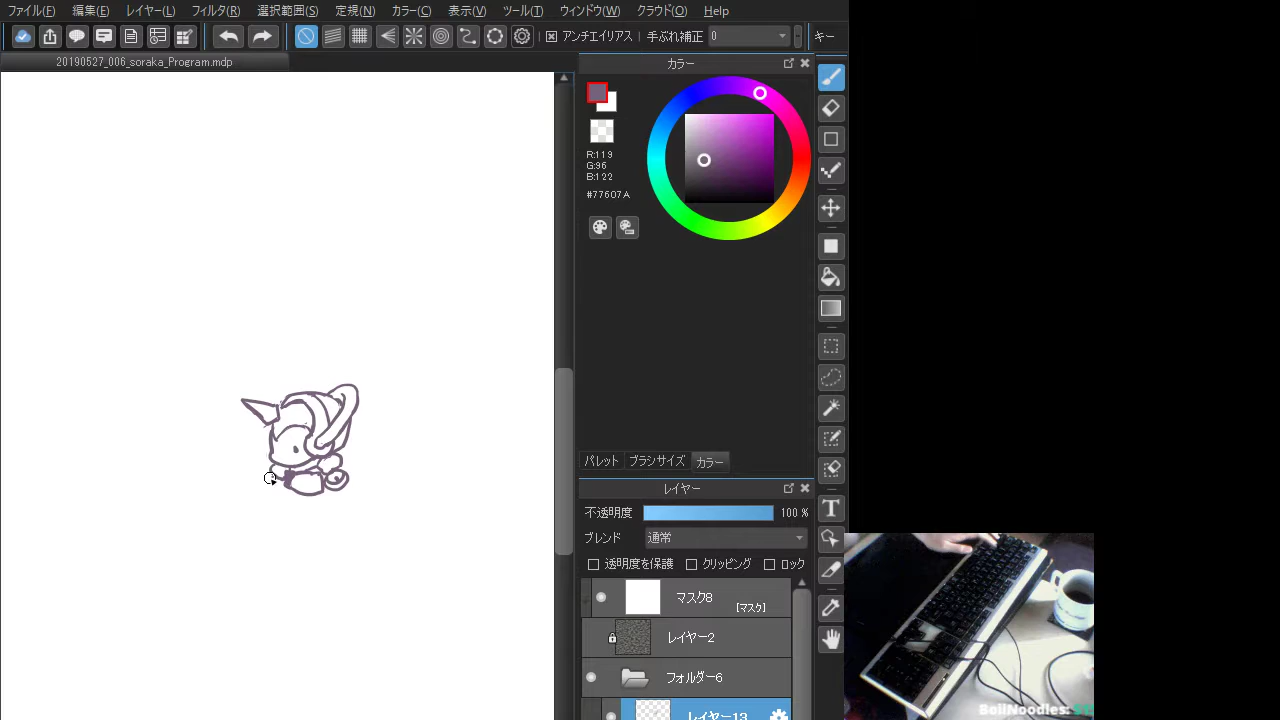 ファイル(F) 編集(E) レイヤー(L) フィルタ(R) 選択範囲(S) 定規(N) カラー(C) 表示(V) ツール(T) ウィンドウ(W) クラウド(O) Help
アンチエイリアス 手ぶれ補正 0 キー
20190527_006_soraka_Program.mdp
カラー
R:119
G:96
B:122
#77607A
パレット ブラシサイズ カラー
レイヤー
不透明度 100 %
ブレンド 通常
透明度を保護 クリッピング ロック
マスク8
[マスク]
レイヤー2
フォルダー6
レイヤー13
T
BoilNoodles: